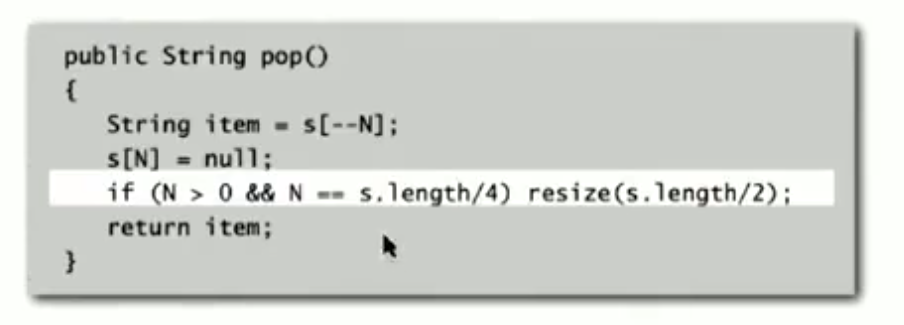 public String pop()
{
String item = s[--N];
s[N] = null;
if (N > 0 && N == s.length/4) resize(s.length/2);
return item;
}